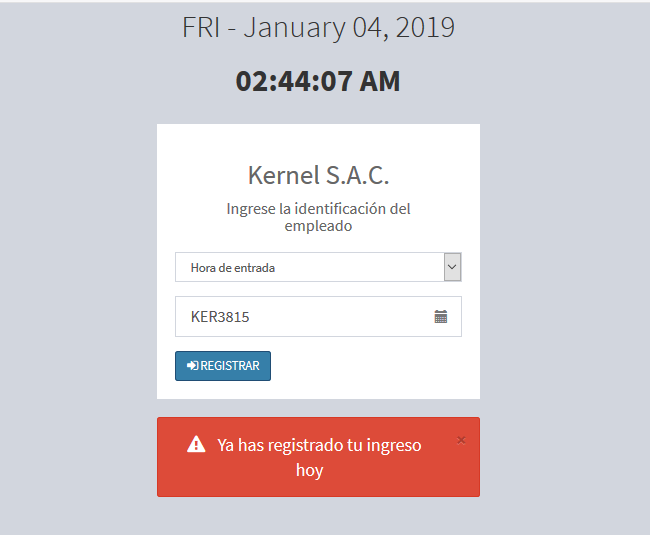 FRI - January 04, 2019
02:44:07 AM
Kernel S.A.C.
Ingrese la identificación del
empleado
Hora de entrada
KER3815
REGISTRAR
Ya has registrado tu ingreso
hoy